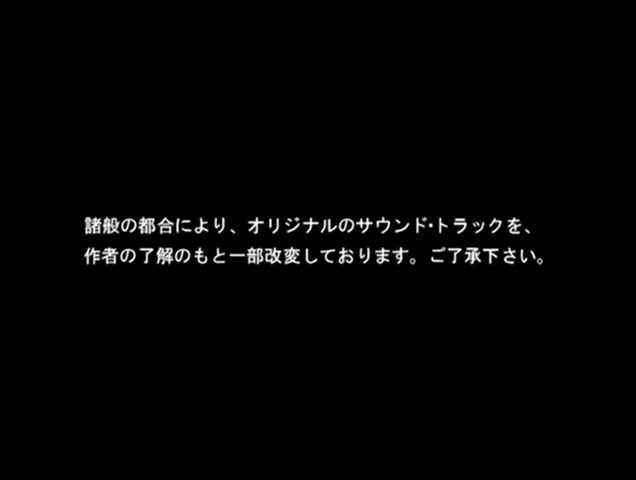 諸般の都合により、オリジナルのサウンド・トラックを、
作者の了解のもと一部改変しております。ご了承下さい。